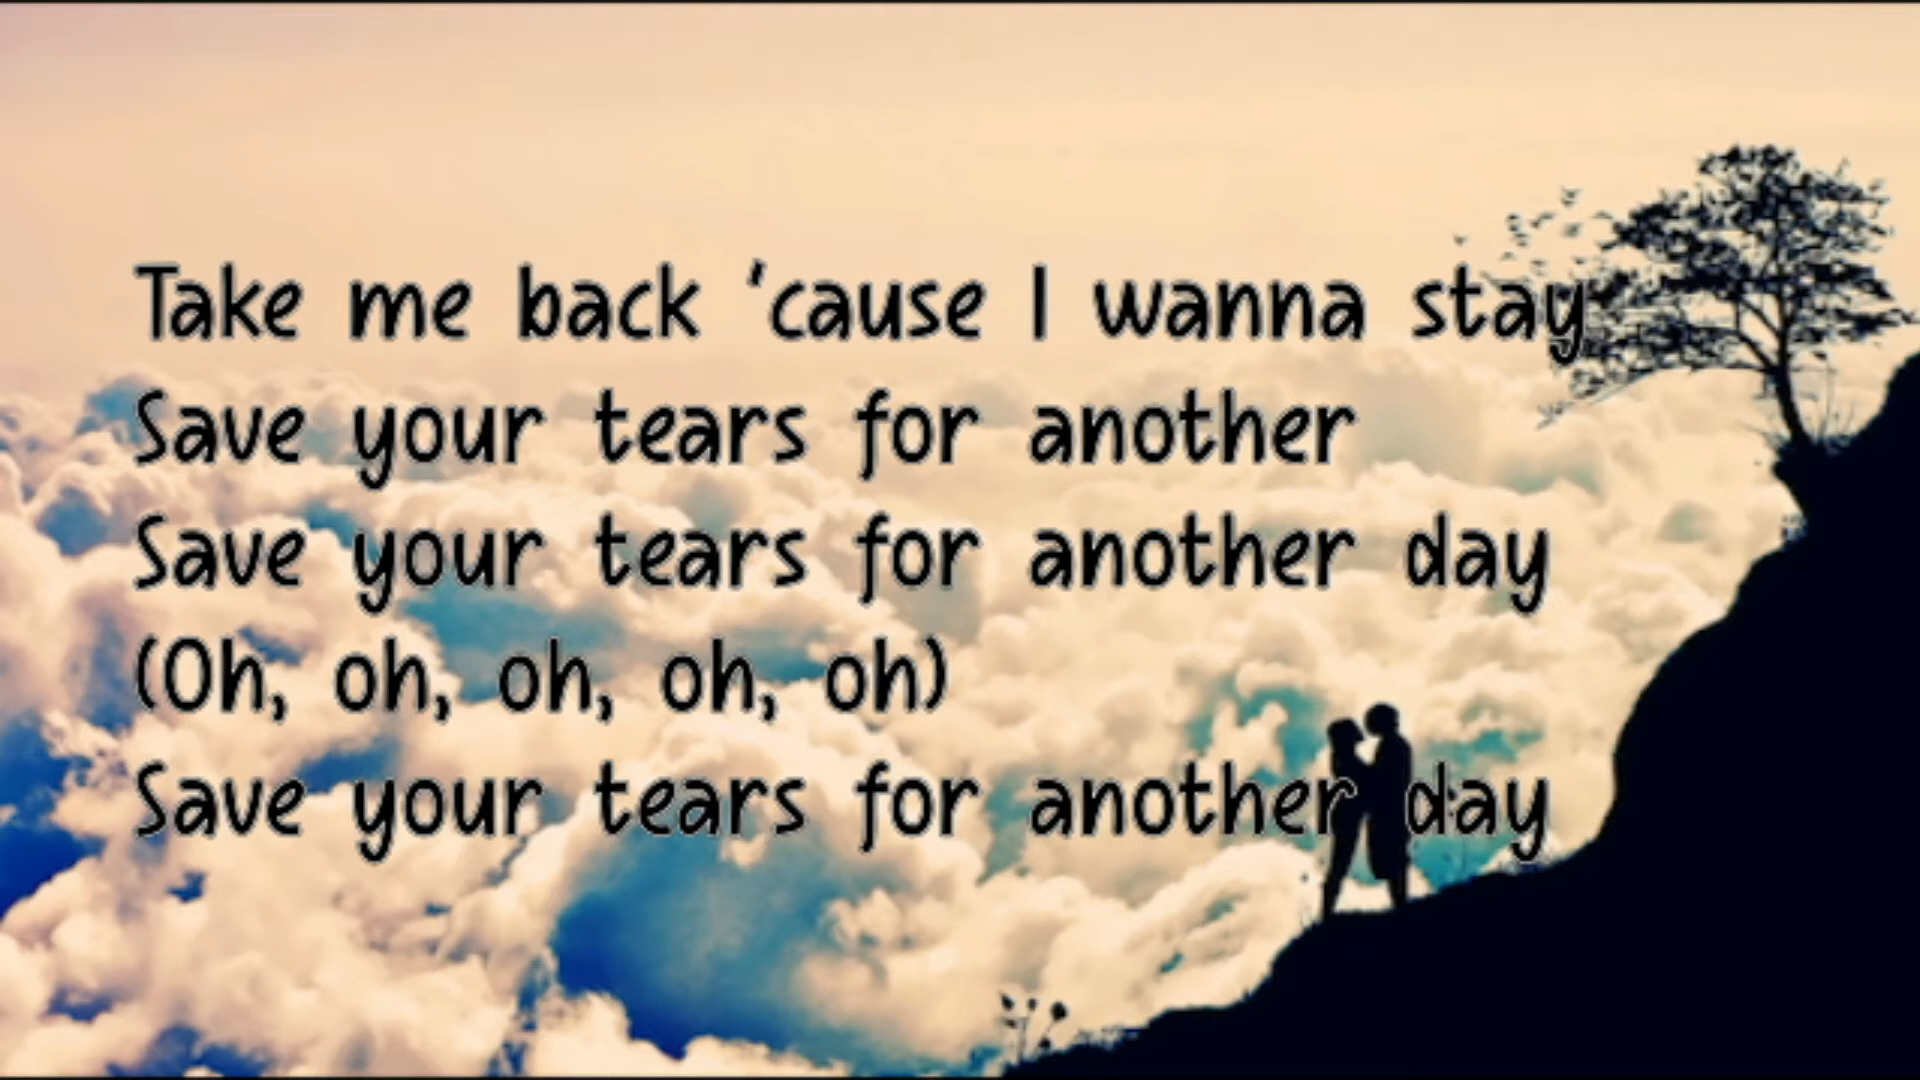 Take me back 'cause I wanna stay
Save your tears for another
Save your tears for another day
(Oh, oh, oh, oh, oh)
Save your tears for another day